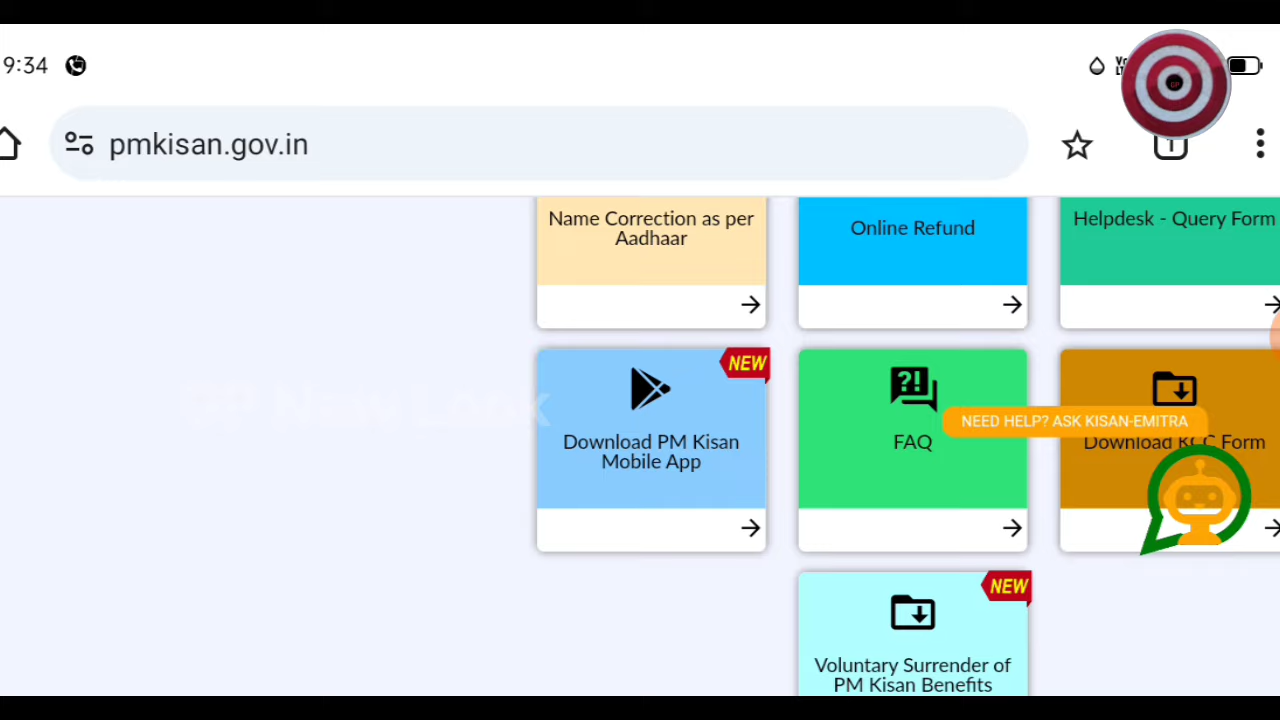 9:34
pmkisan.gov.in
Name Correction as per
Aadhaar
Online Refund
Helpdesk - Query Form
NEW
Download PM Kisan
Mobile App
FAQ
NEED HELP? ASK KISAN-EMITRA
Download KCC Form
NEW
Voluntary Surrender of
PM Kisan Benefits